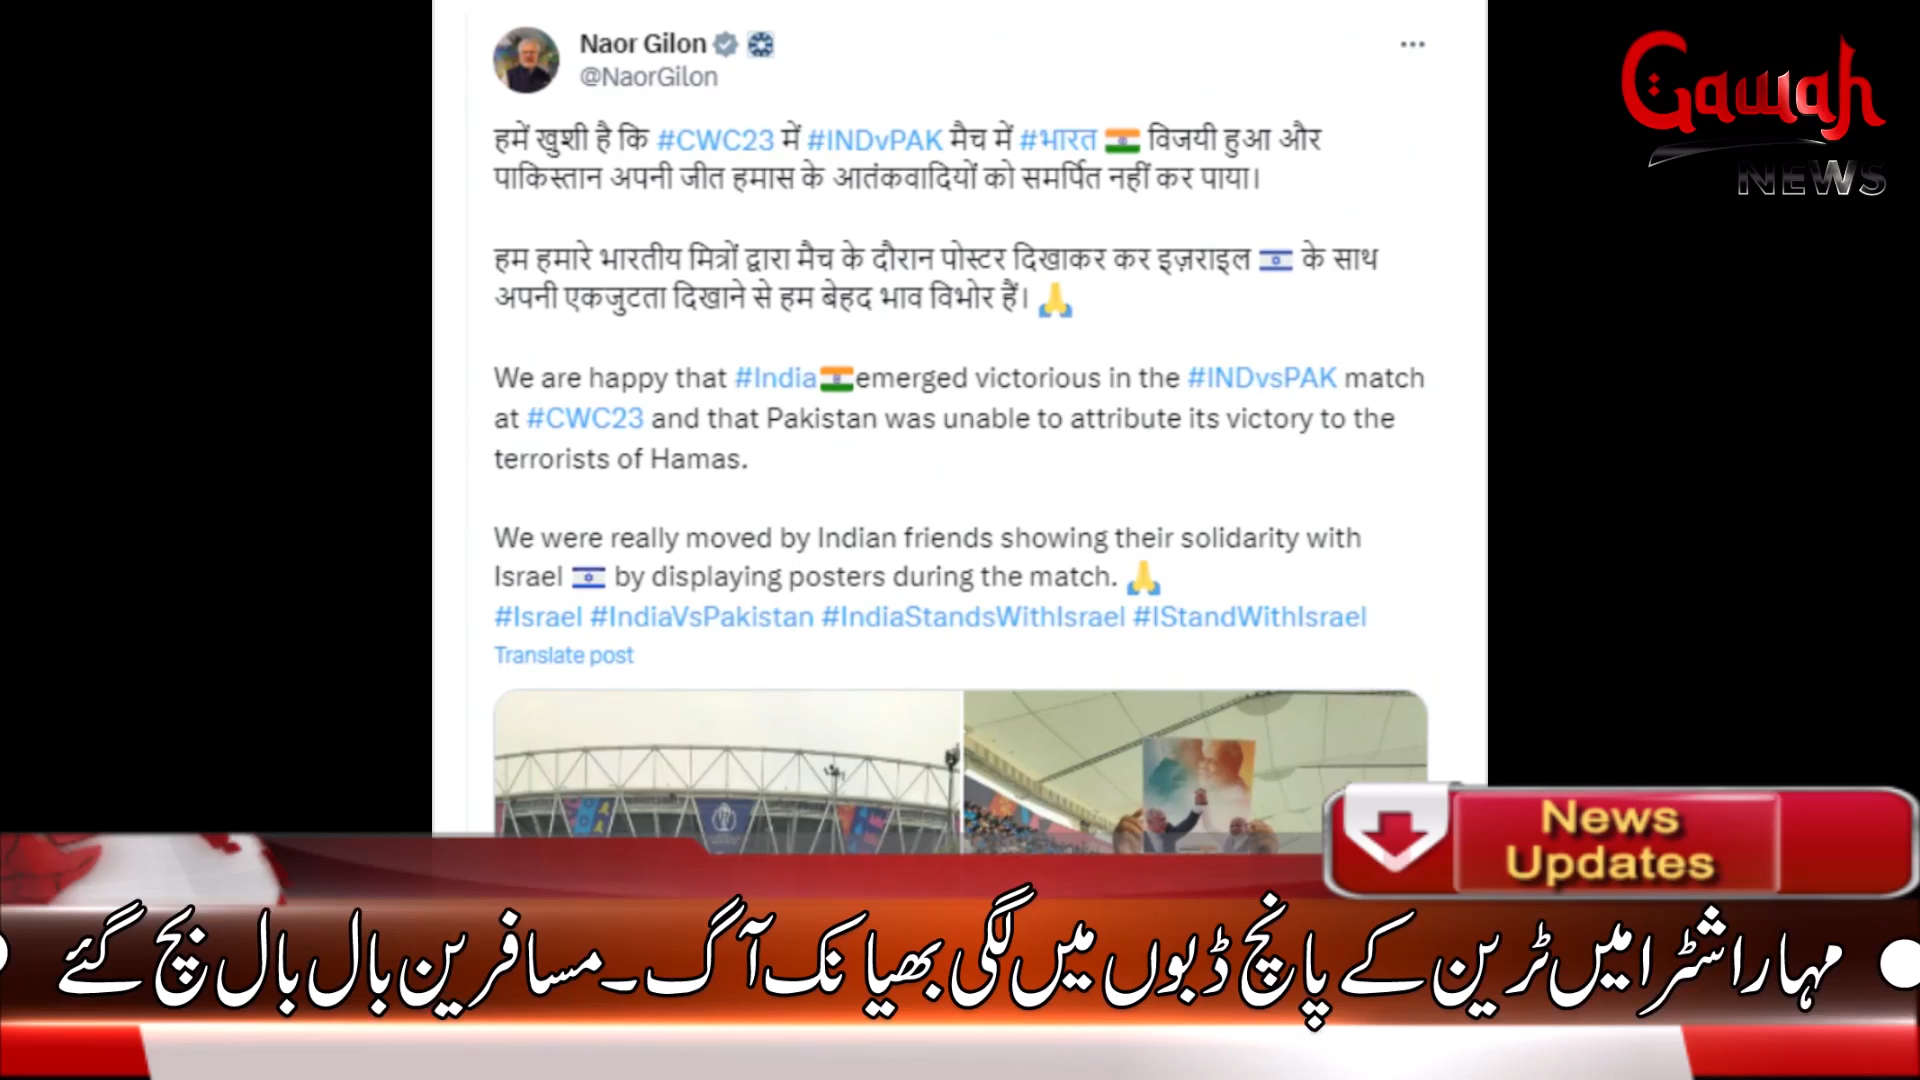 Naor Gilon
@NaorGilon
हमें खुशी है कि #CWC23 में #INDvPAK मैच में #भारत 🇮🇳 विजयी हुआ और
पाकिस्तान अपनी जीत हमास के आतंकवादियों को समर्पित नहीं कर पाया।
हम हमारे भारतीय मित्रों द्वारा मैच के दौरान पोस्टर दिखाकर कर इज़राइल 🇮🇱 के साथ
अपनी एकजुटता दिखाने से हम बेहद भाव विभोर हैं। 🙏
We are happy that #India🇮🇳emerged victorious in the #INDvsPAK match
at #CWC23 and that Pakistan was unable to attribute its victory to the
terrorists of Hamas.
We were really moved by Indian friends showing their solidarity with
Israel 🇮🇱 by displaying posters during the match. 🙏
#Israel #IndiaVsPakistan #IndiaStandsWithIsrael #IStandWithIsrael
Translate post
Gawah
NEWS
News
Updates
مہاراشٹرا میں ٹرین کے پانچ ڈبوں میں لگی بھیانک آگ۔ مسافرین بال بال بچ گئے